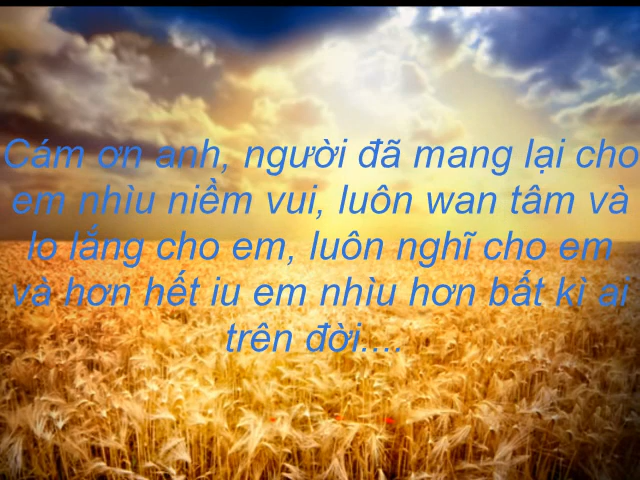 Cám ơn anh, người đã mang lại cho
em nhìu niềm vui, luôn wan tâm và
lo lắng cho em, luôn nghĩ cho em
và hơn hết iu em nhìu hơn bất kì ai
trên đời....